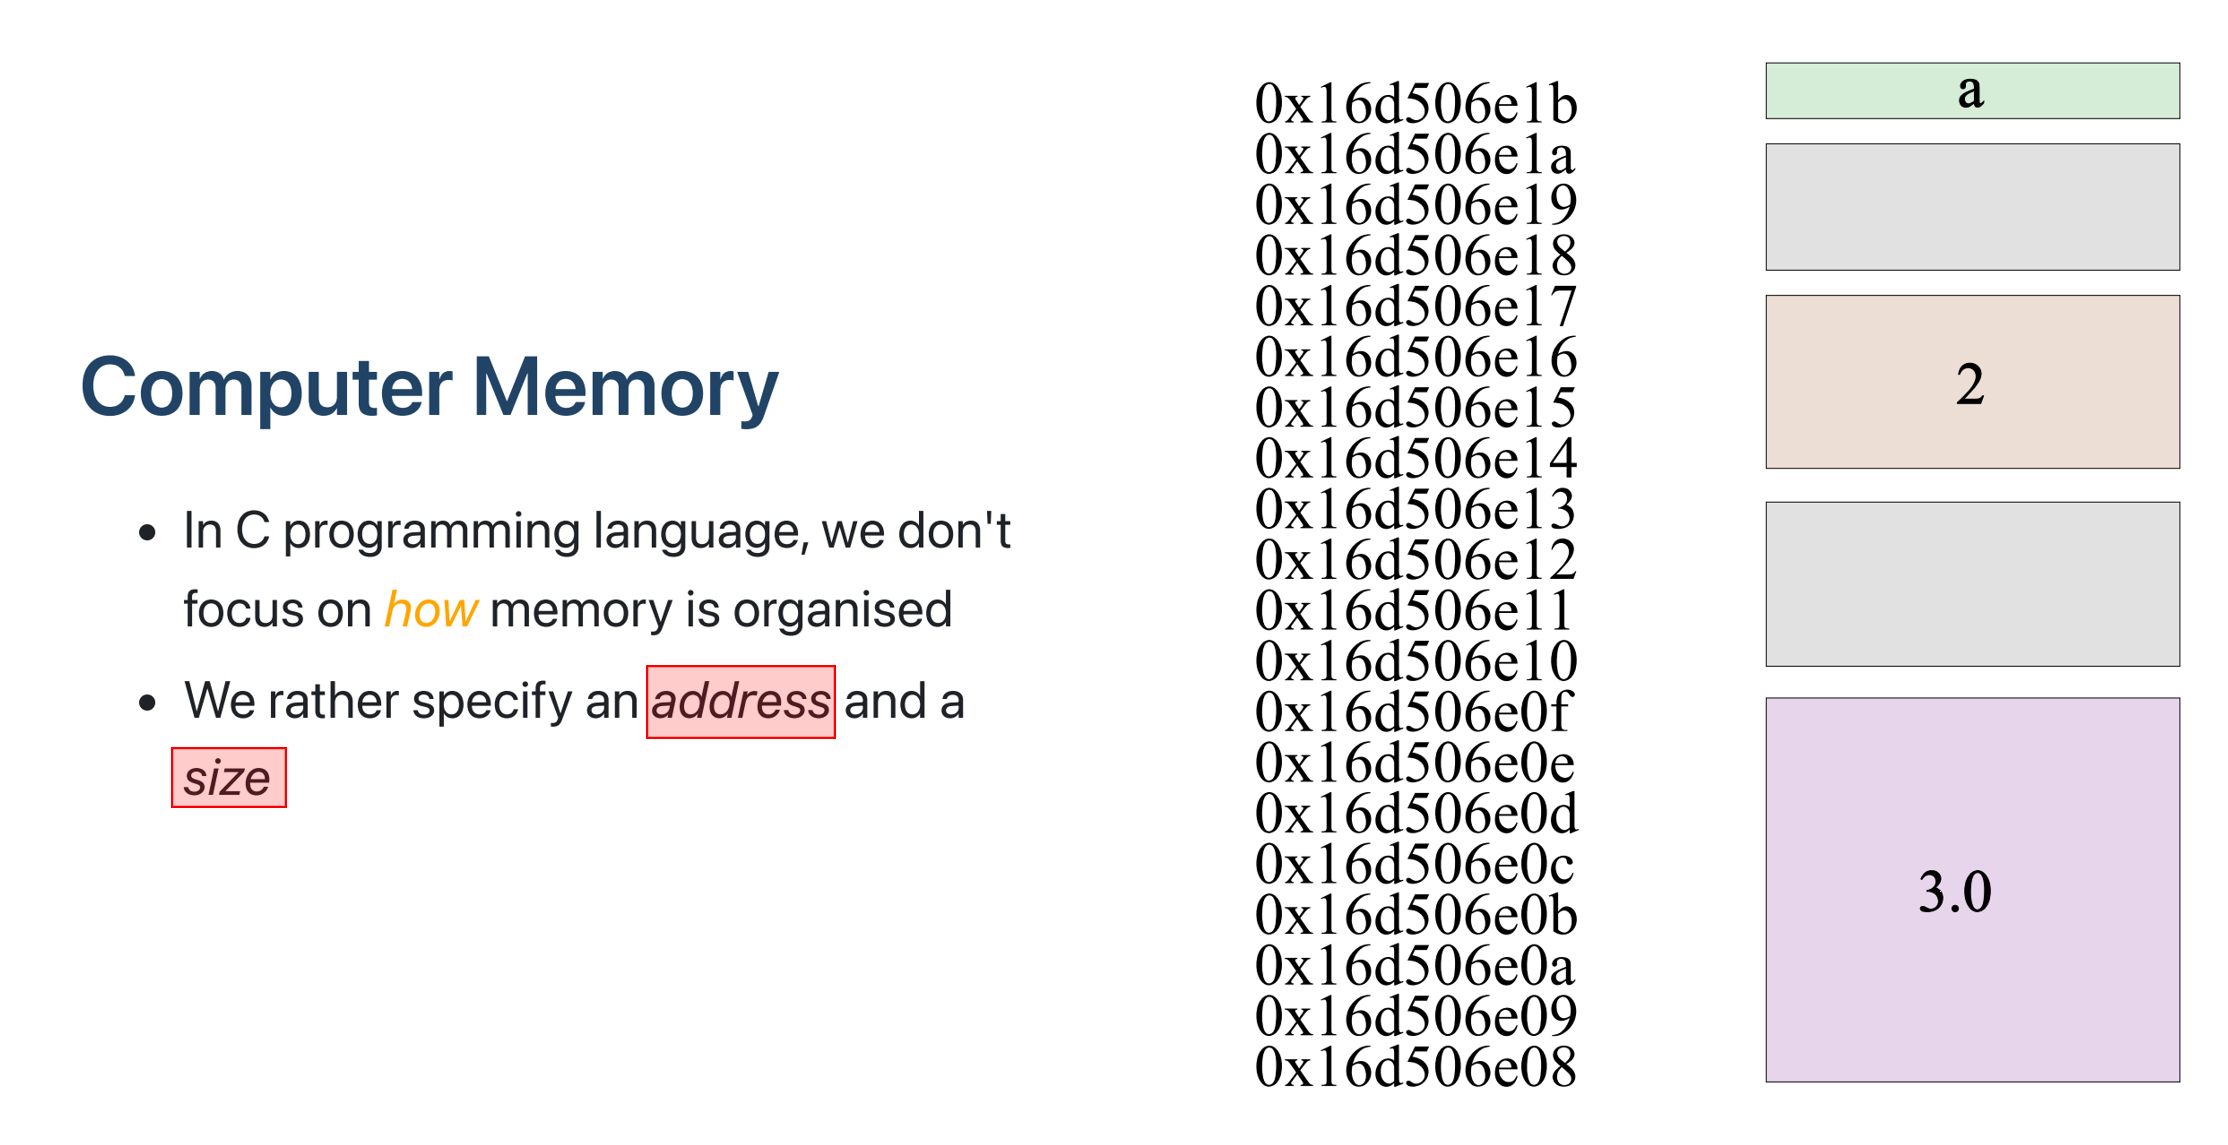 Computer Memory
• In C programming language, we don't
focus on how memory is organised
• We rather specify an address and a
size
0x16d506e1b
0x16d506e1a
0x16d506e19
0x16d506e18
0x16d506e17
0x16d506e16
0x16d506e15
0x16d506e14
0x16d506e13
0x16d506e12
0x16d506e11
0x16d506e10
0x16d506e0f
0x16d506e0e
0x16d506e0d
0x16d506e0c
0x16d506e0b
0x16d506e0a
0x16d506e09
0x16d506e08
a
2
3.0